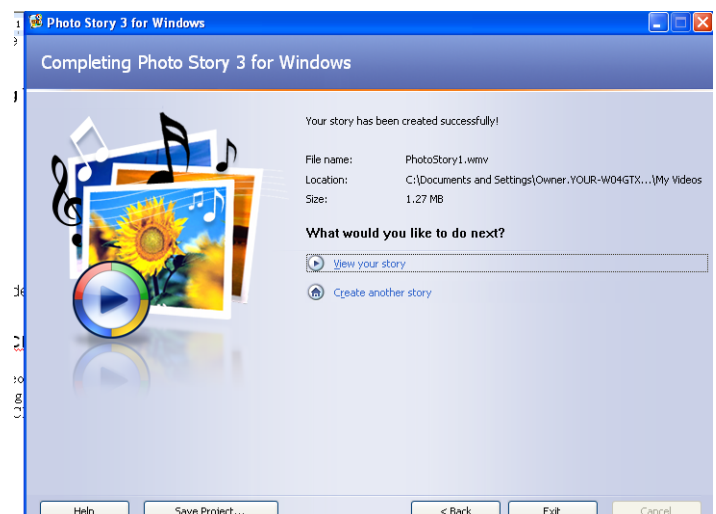 Photo Story 3 for Windows
Completing Photo Story 3 for Windows
Your story has been created successfully!
File name: PhotoStory1.wmv
Location: C:\Documents and Settings\Owner.YOUR-W04GTX...\My Videos
Size: 1.27 MB
What would you like to do next?
View your story
Create another story
Help Save Project... < Back Exit Cancel